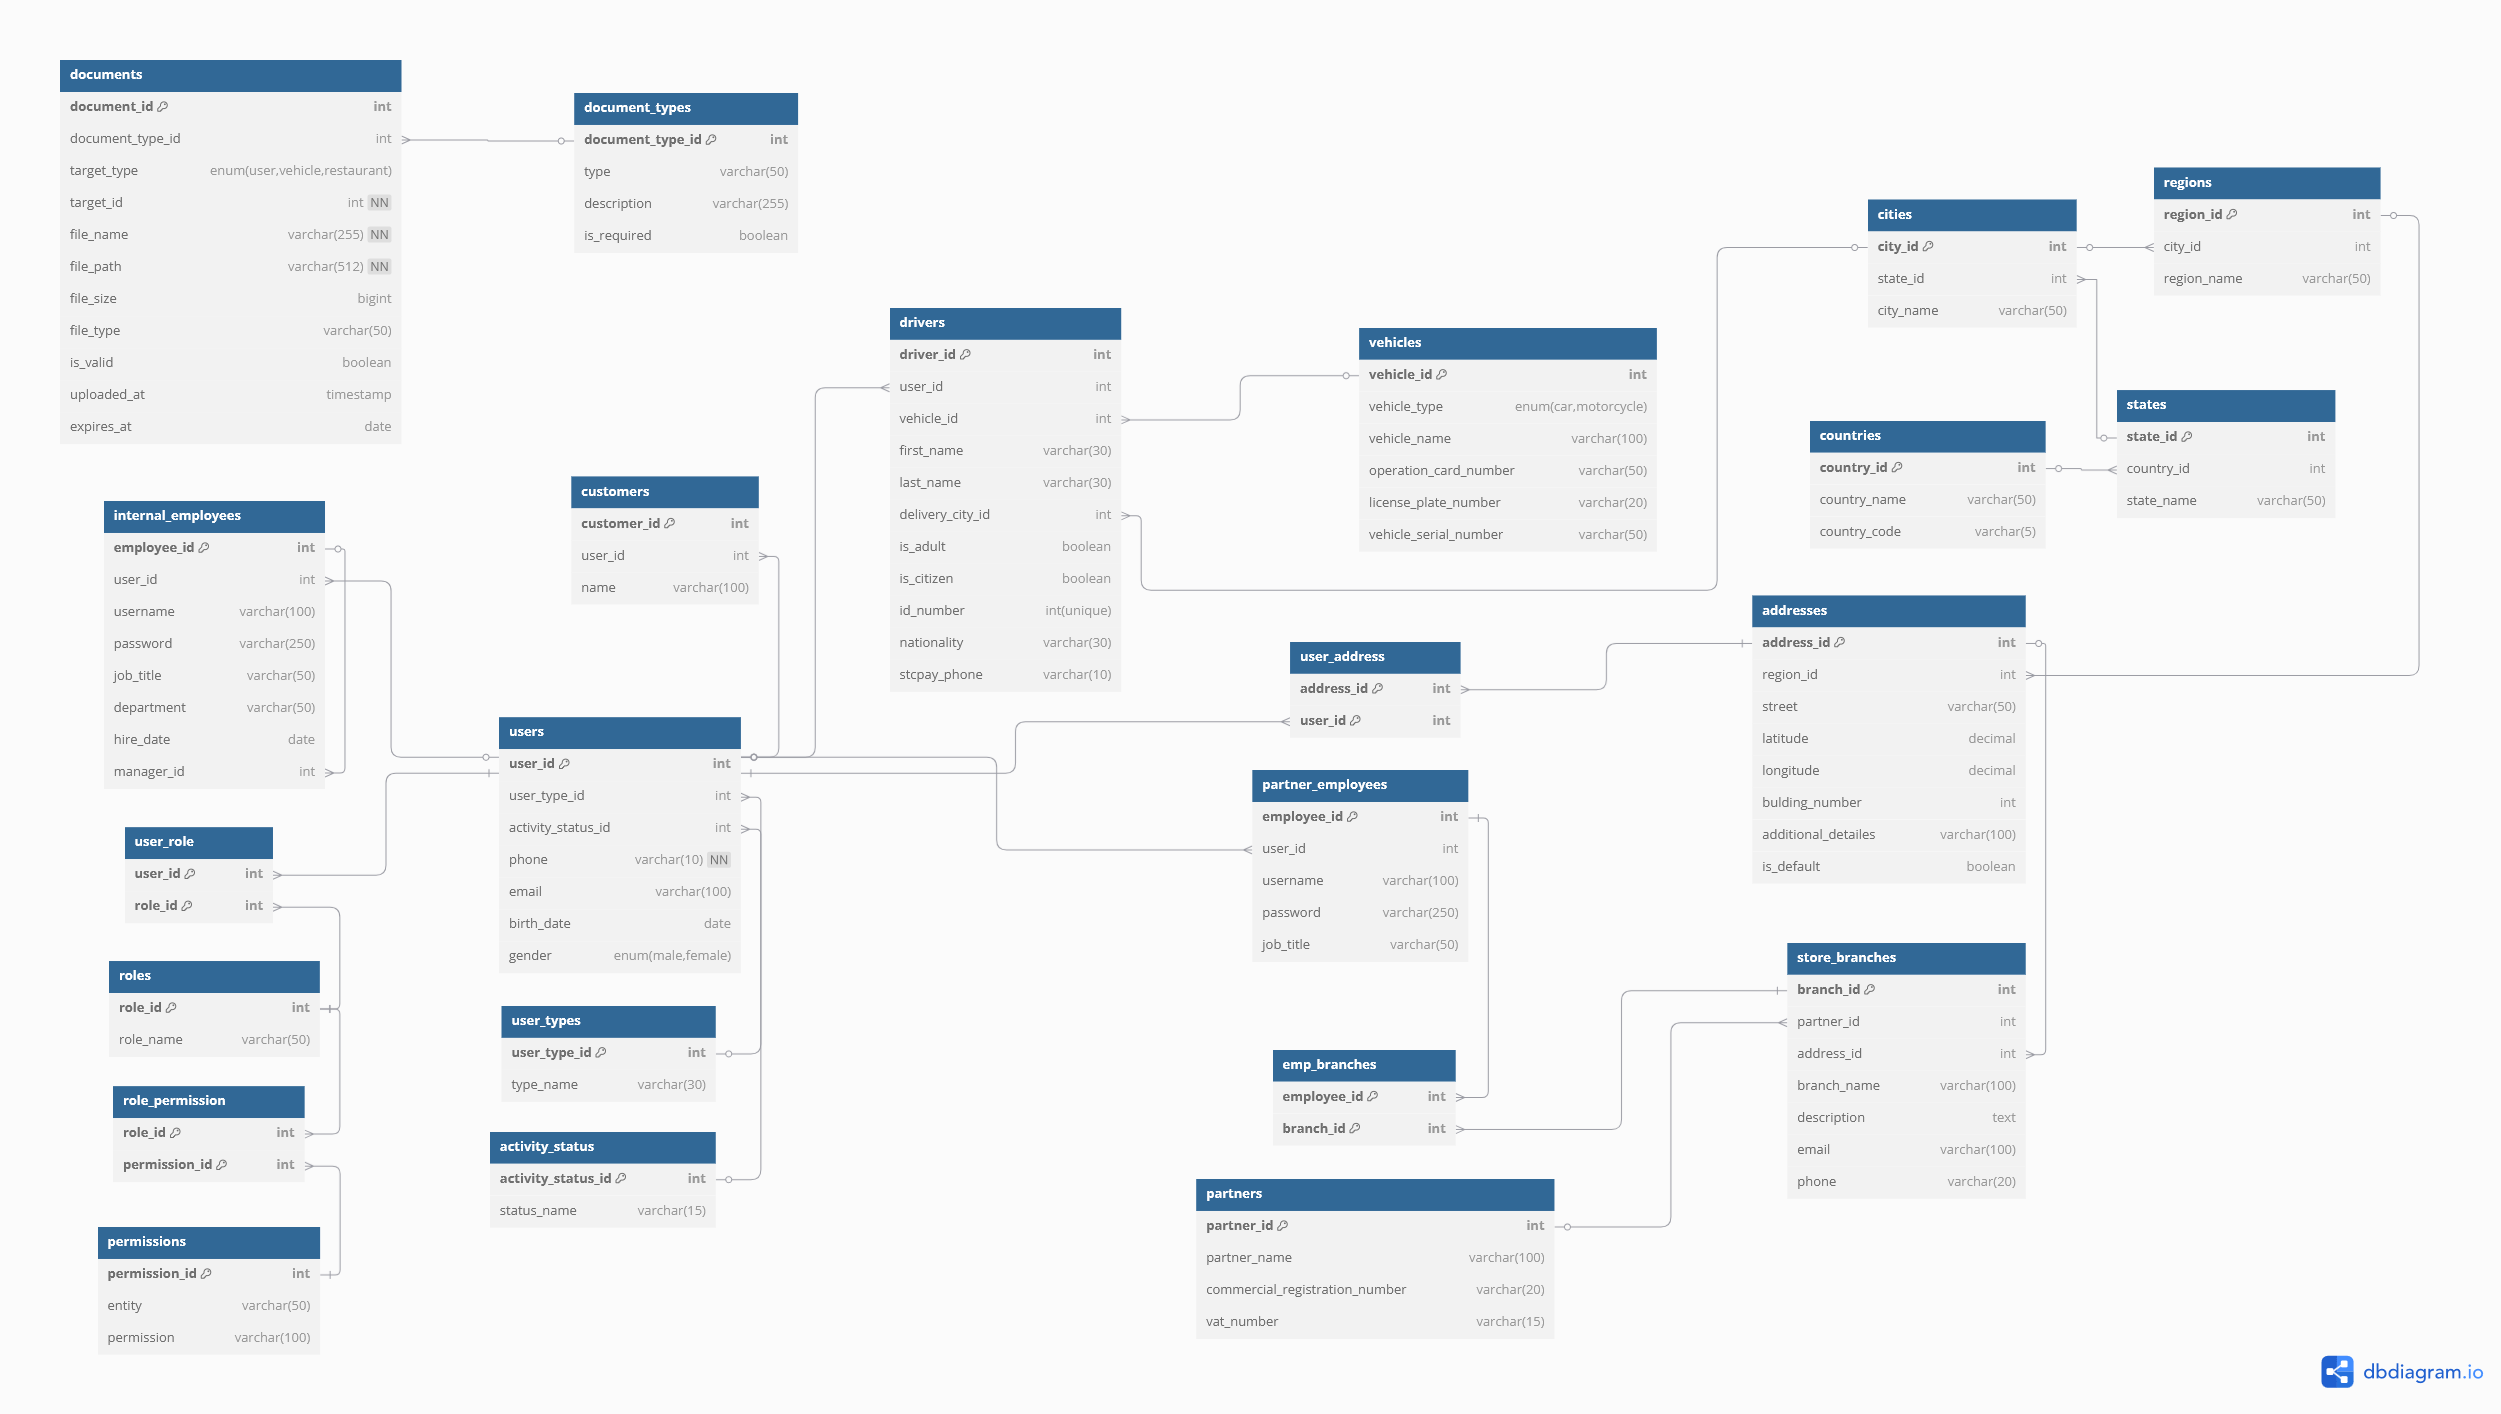 documents
document_id int
document_type_id int
target_type enum(user,vehicle,restaurant)
target_id int NN
file_name varchar(255) NN
file_path varchar(512) NN
file_size bigint
file_type varchar(50)
is_valid boolean
uploaded_at timestamp
expires_at date
document_types
document_type_id int
type varchar(50)
description varchar(255)
is_required boolean
regions
region_id int
city_id int
region_name varchar(50)
cities
city_id int
state_id int
city_name varchar(50)
drivers
driver_id int
user_id int
vehicle_id int
first_name varchar(30)
last_name varchar(30)
delivery_city_id int
is_adult boolean
is_citizen boolean
id_number int(unique)
nationality varchar(30)
stcpay_phone varchar(10)
vehicles
vehicle_id int
vehicle_type enum(car,motorcycle)
vehicle_name varchar(100)
operation_card_number varchar(50)
license_plate_number varchar(20)
vehicle_serial_number varchar(50)
states
state_id int
country_id int
state_name varchar(50)
countries
country_id int
country_name varchar(50)
country_code varchar(5)
customers
customer_id int
user_id int
name varchar(100)
internal_employees
employee_id int
user_id int
username varchar(100)
password varchar(250)
job_title varchar(50)
department varchar(50)
hire_date date
manager_id int
addresses
address_id int
region_id int
street varchar(50)
latitude decimal
longitude decimal
bulding_number int
additional_detailes varchar(100)
is_default boolean
user_address
address_id int
user_id int
users
user_id int
user_type_id int
activity_status_id int
phone varchar(10) NN
email varchar(100)
birth_date date
gender enum(male,female)
partner_employees
employee_id int
user_id int
username varchar(100)
password varchar(250)
job_title varchar(50)
user_role
user_id int
role_id int
store_branches
branch_id int
partner_id int
address_id int
branch_name varchar(100)
description text
email varchar(100)
phone varchar(20)
roles
role_id int
role_name varchar(50)
user_types
user_type_id int
type_name varchar(30)
emp_branches
employee_id int
branch_id int
role_permission
role_id int
permission_id int
activity_status
activity_status_id int
status_name varchar(15)
partners
partner_id int
partner_name varchar(100)
commercial_registration_number varchar(20)
vat_number varchar(15)
permissions
permission_id int
entity varchar(50)
permission varchar(100)
dbdiagram.io